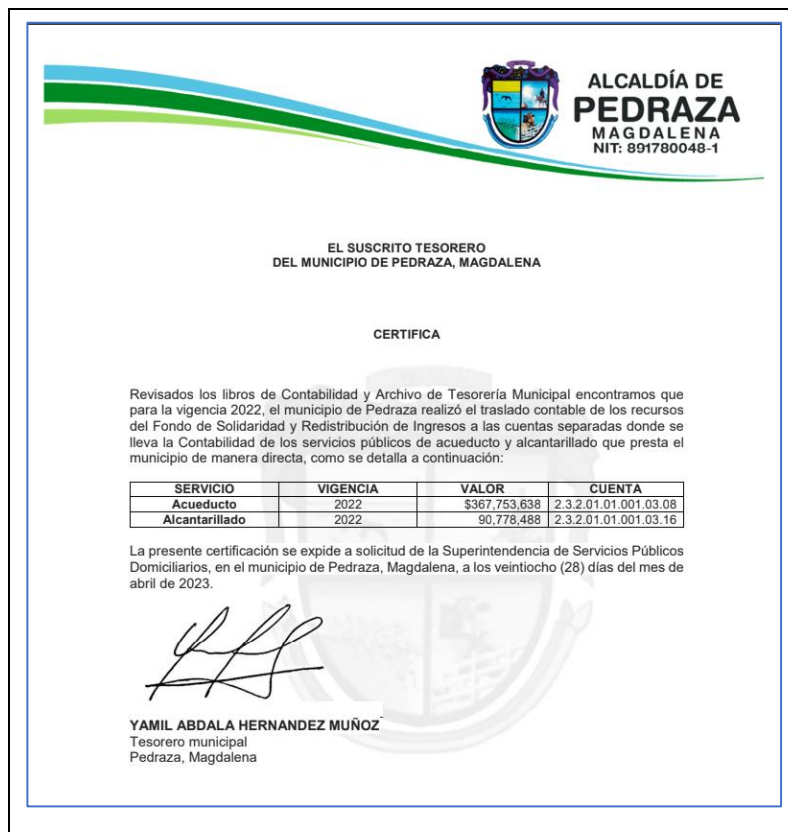 ALCALDÍA DE
PEDRAZA
MAGDALENA
NIT: 891780048-1
EL SUSCRITO TESORERO
DEL MUNICIPIO DE PEDRAZA, MAGDALENA
CERTIFICA
Revisados los libros de Contabilidad y Archivo de Tesorería Municipal encontramos que
para la vigencia 2022, el municipio de Pedraza realizó el traslado contable de los recursos
del Fondo de Solidaridad y Redistribución de Ingresos a las cuentas separadas donde se
lleva la Contabilidad de los servicios públicos de acueducto y alcantarillado que presta el
municipio de manera directa, como se detalla a continuación:
SERVICIO VIGENCIA VALOR CUENTA
Acueducto 2022 $367,753,638 2.3.2.01.01.001.03.08
Alcantarillado 2022 90,778,488 2.3.2.01.01.001.03.16
La presente certificación se expide a solicitud de la Superintendencia de Servicios Públicos
Domiciliarios, en el municipio de Pedraza, Magdalena, a los veintiocho (28) días del mes de
abril de 2023.
YAMIL ABDALA HERNANDEZ MUÑOZ
Tesorero municipal
Pedraza, Magdalena